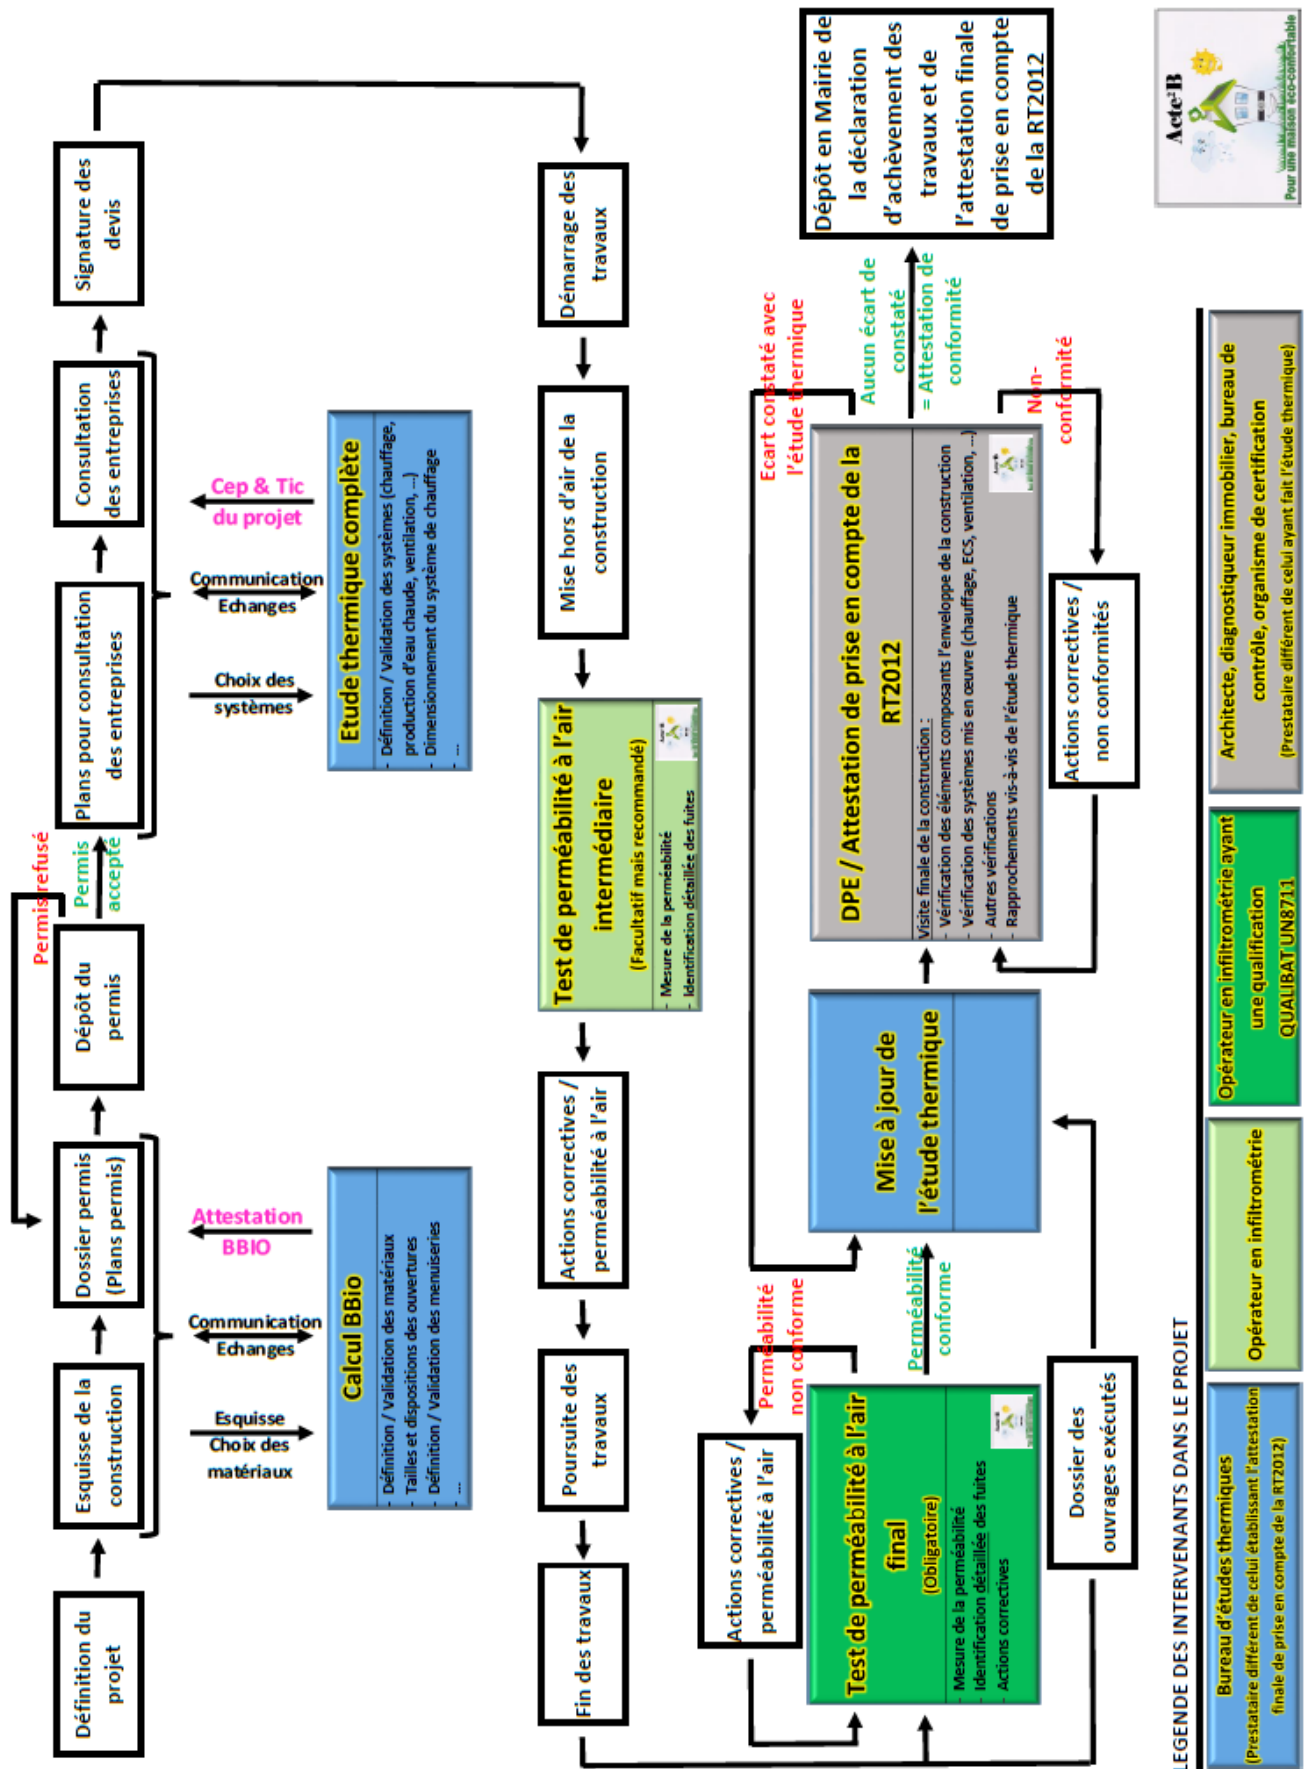 Définition du
projet
Esquisse de la
construction
Dossier permis
(Plans permis)
Dépôt du
permis
Permis refusé
Permis
accepté
Plans pour consultation
des entreprises
Consultation
des entreprises
Signature des
devis
Esquisse
Choix des
matériaux
Communication
Echanges
Attestation
BBIO
Choix des
systèmes
Communication
Echanges
Cep & Tic
du projet
Calcul BBio
- Définition / Validation des matériaux
- Tailles et dispositions des ouvertures
- Définition / Validation des menuiseries
- ...
Etude thermique complète
- Définition / Validation des systèmes (chauffage,
production d'eau chaude, ventilation, ...)
- Dimensionnement du système de chauffage
- ...
Démarrage des
travaux
Mise hors d'air de la
construction
Test de perméabilité à l'air
intermédiaire
(Facultatif mais recommandé)
- Mesure de la perméabilité
- Identification détaillée des fuites
Actions correctives /
perméabilité à l'air
Poursuite des
travaux
Fin des travaux
Actions correctives /
perméabilité à l'air
Perméabilité
non conforme
Test de perméabilité à l'air
final
(Obligatoire)
- Mesure de la perméabilité
- Identification détaillée des fuites
- Actions correctives
Perméabilité
conforme
Dossier des
ouvrages exécutés
Mise à jour de
l'étude thermique
Ecart constaté avec
l'étude thermique
DPE / Attestation de prise en compte de la
RT2012
Visite finale de la construction :
- Vérification des éléments composants l'enveloppe de la construction
- Vérification des systèmes mis en œuvre (chauffage, ECS, ventilation, ...)
- Autres vérifications
- Rapprochements vis-à-vis de l'étude thermique
Actions correctives /
non conformités
Non-
conformité
Aucun écart de
constaté
= Attestation de
conformité
Dépôt en Mairie de
la déclaration
d'achèvement des
travaux et de
l'attestation finale
de prise en compte
de la RT2012
LEGENDE DES INTERVENANTS DANS LE PROJET
Bureau d'études thermiques
(Prestataire différent de celui établissant l'attestation
finale de prise en compte de la RT2012)
Opérateur en infiltrométrie
Opérateur en infiltrométrie ayant
une qualification
QUALIBAT UN8711
Architecte, diagnostiqueur immobilier, bureau de
contrôle, organisme de certification
(Prestataire différent de celui ayant fait l'étude thermique)
Acte²B
Pour une maison éco-confortable